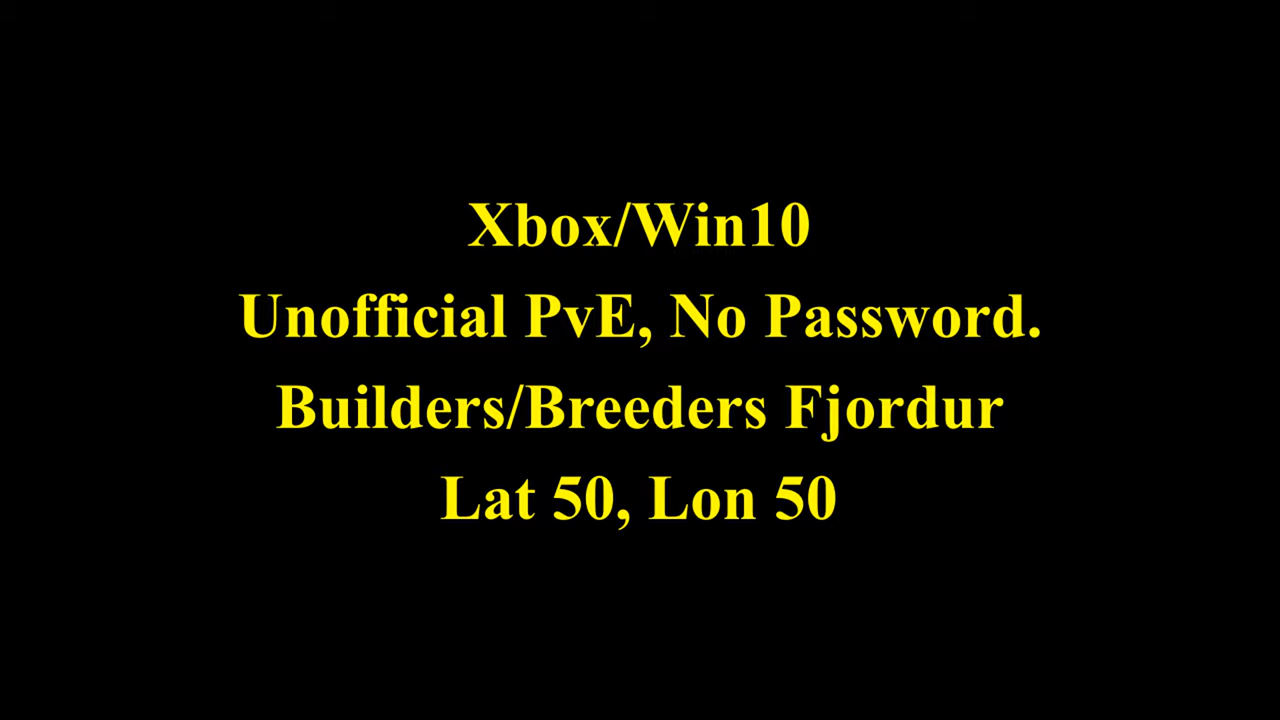 Xbox/Win10
Unofficial PvE, No Password.
Builders/Breeders Fjordur
Lat 50, Lon 50